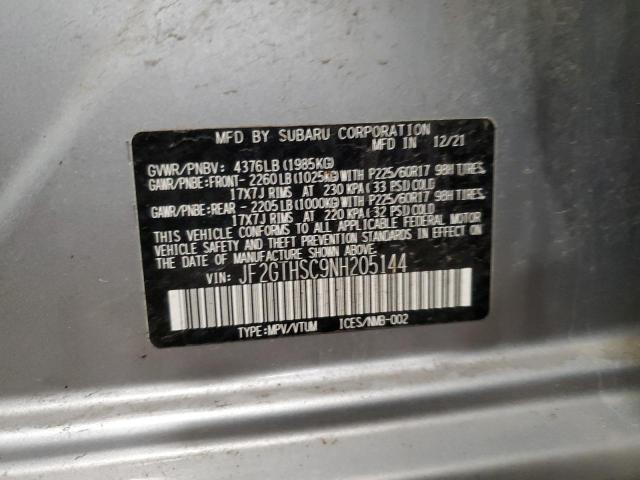 MFD BY SUBARU CORPORATION
MFD IN 12/21
GVWR/PNBV: 4376LB(1985KG)
GAWR/PNBE:FRONT-2260LB(1025KG)WITH P225/60R17 98H TIRES,
17X7J RIMS AT 230 KPA(33 PSI)COLD
GAWR/PNBE:REAR -2205LB(1000KG)WITH P225/60R17 98H TIRES,
17X7J RIMS AT 220 KPA(32 PSI)COLD
THIS VEHICLE CONFORMS TO ALL APPLICABLE FEDERAL MOTOR
VEHICLE SAFETY AND BUMPER STANDARDS IN EFFECT ON
THE DATE OF MANUFACTURE SHOWN ABOVE.
VIN: JF2GTHSC9NH205144
TYPE:MPV/VTUM ICES/NMB-002